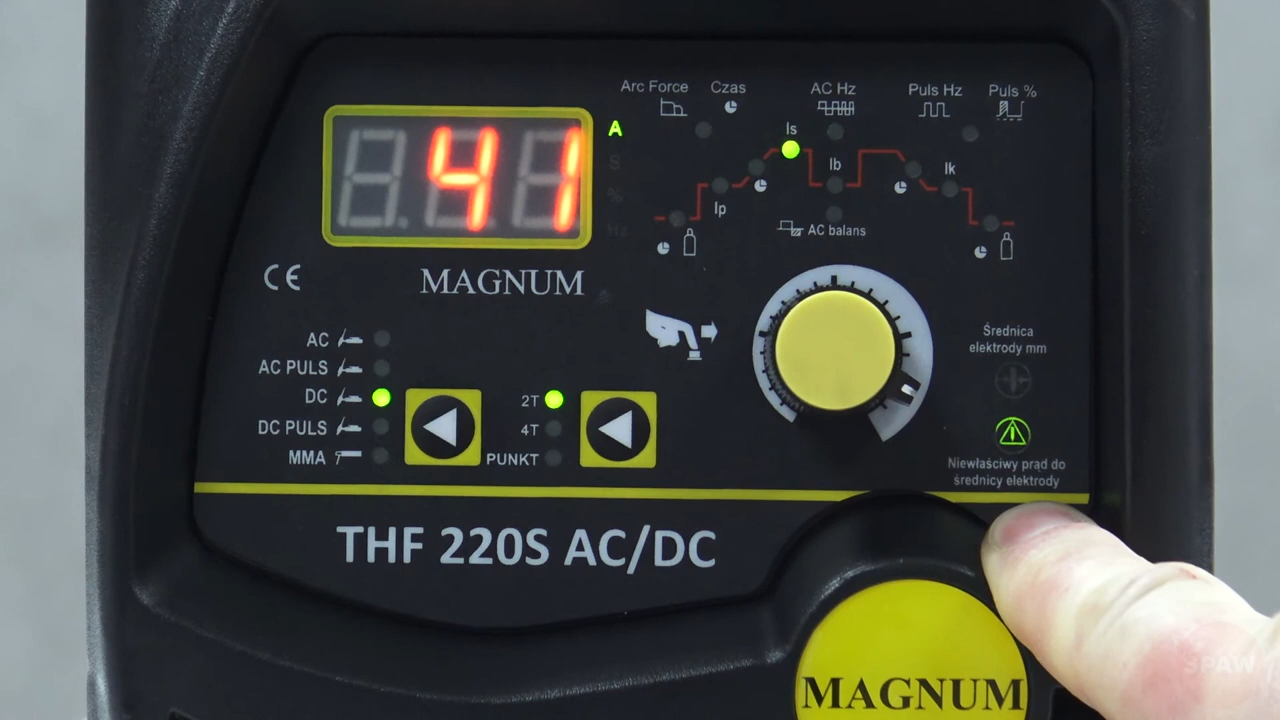 Arc Force
Czas
AC Hz
Puls Hz
Puls %
41
A
S
%
Hz
Is
Ib
Ik
Ip
AC balans
CE
MAGNUM
AC
AC PULS
DC
DC PULS
MMA
2T
4T
PUNKT
Średnica
elektrody mm
Niewłaściwy prąd do
średnicy elektrody
THF 220S AC/DC
MAGNUM
SPAW